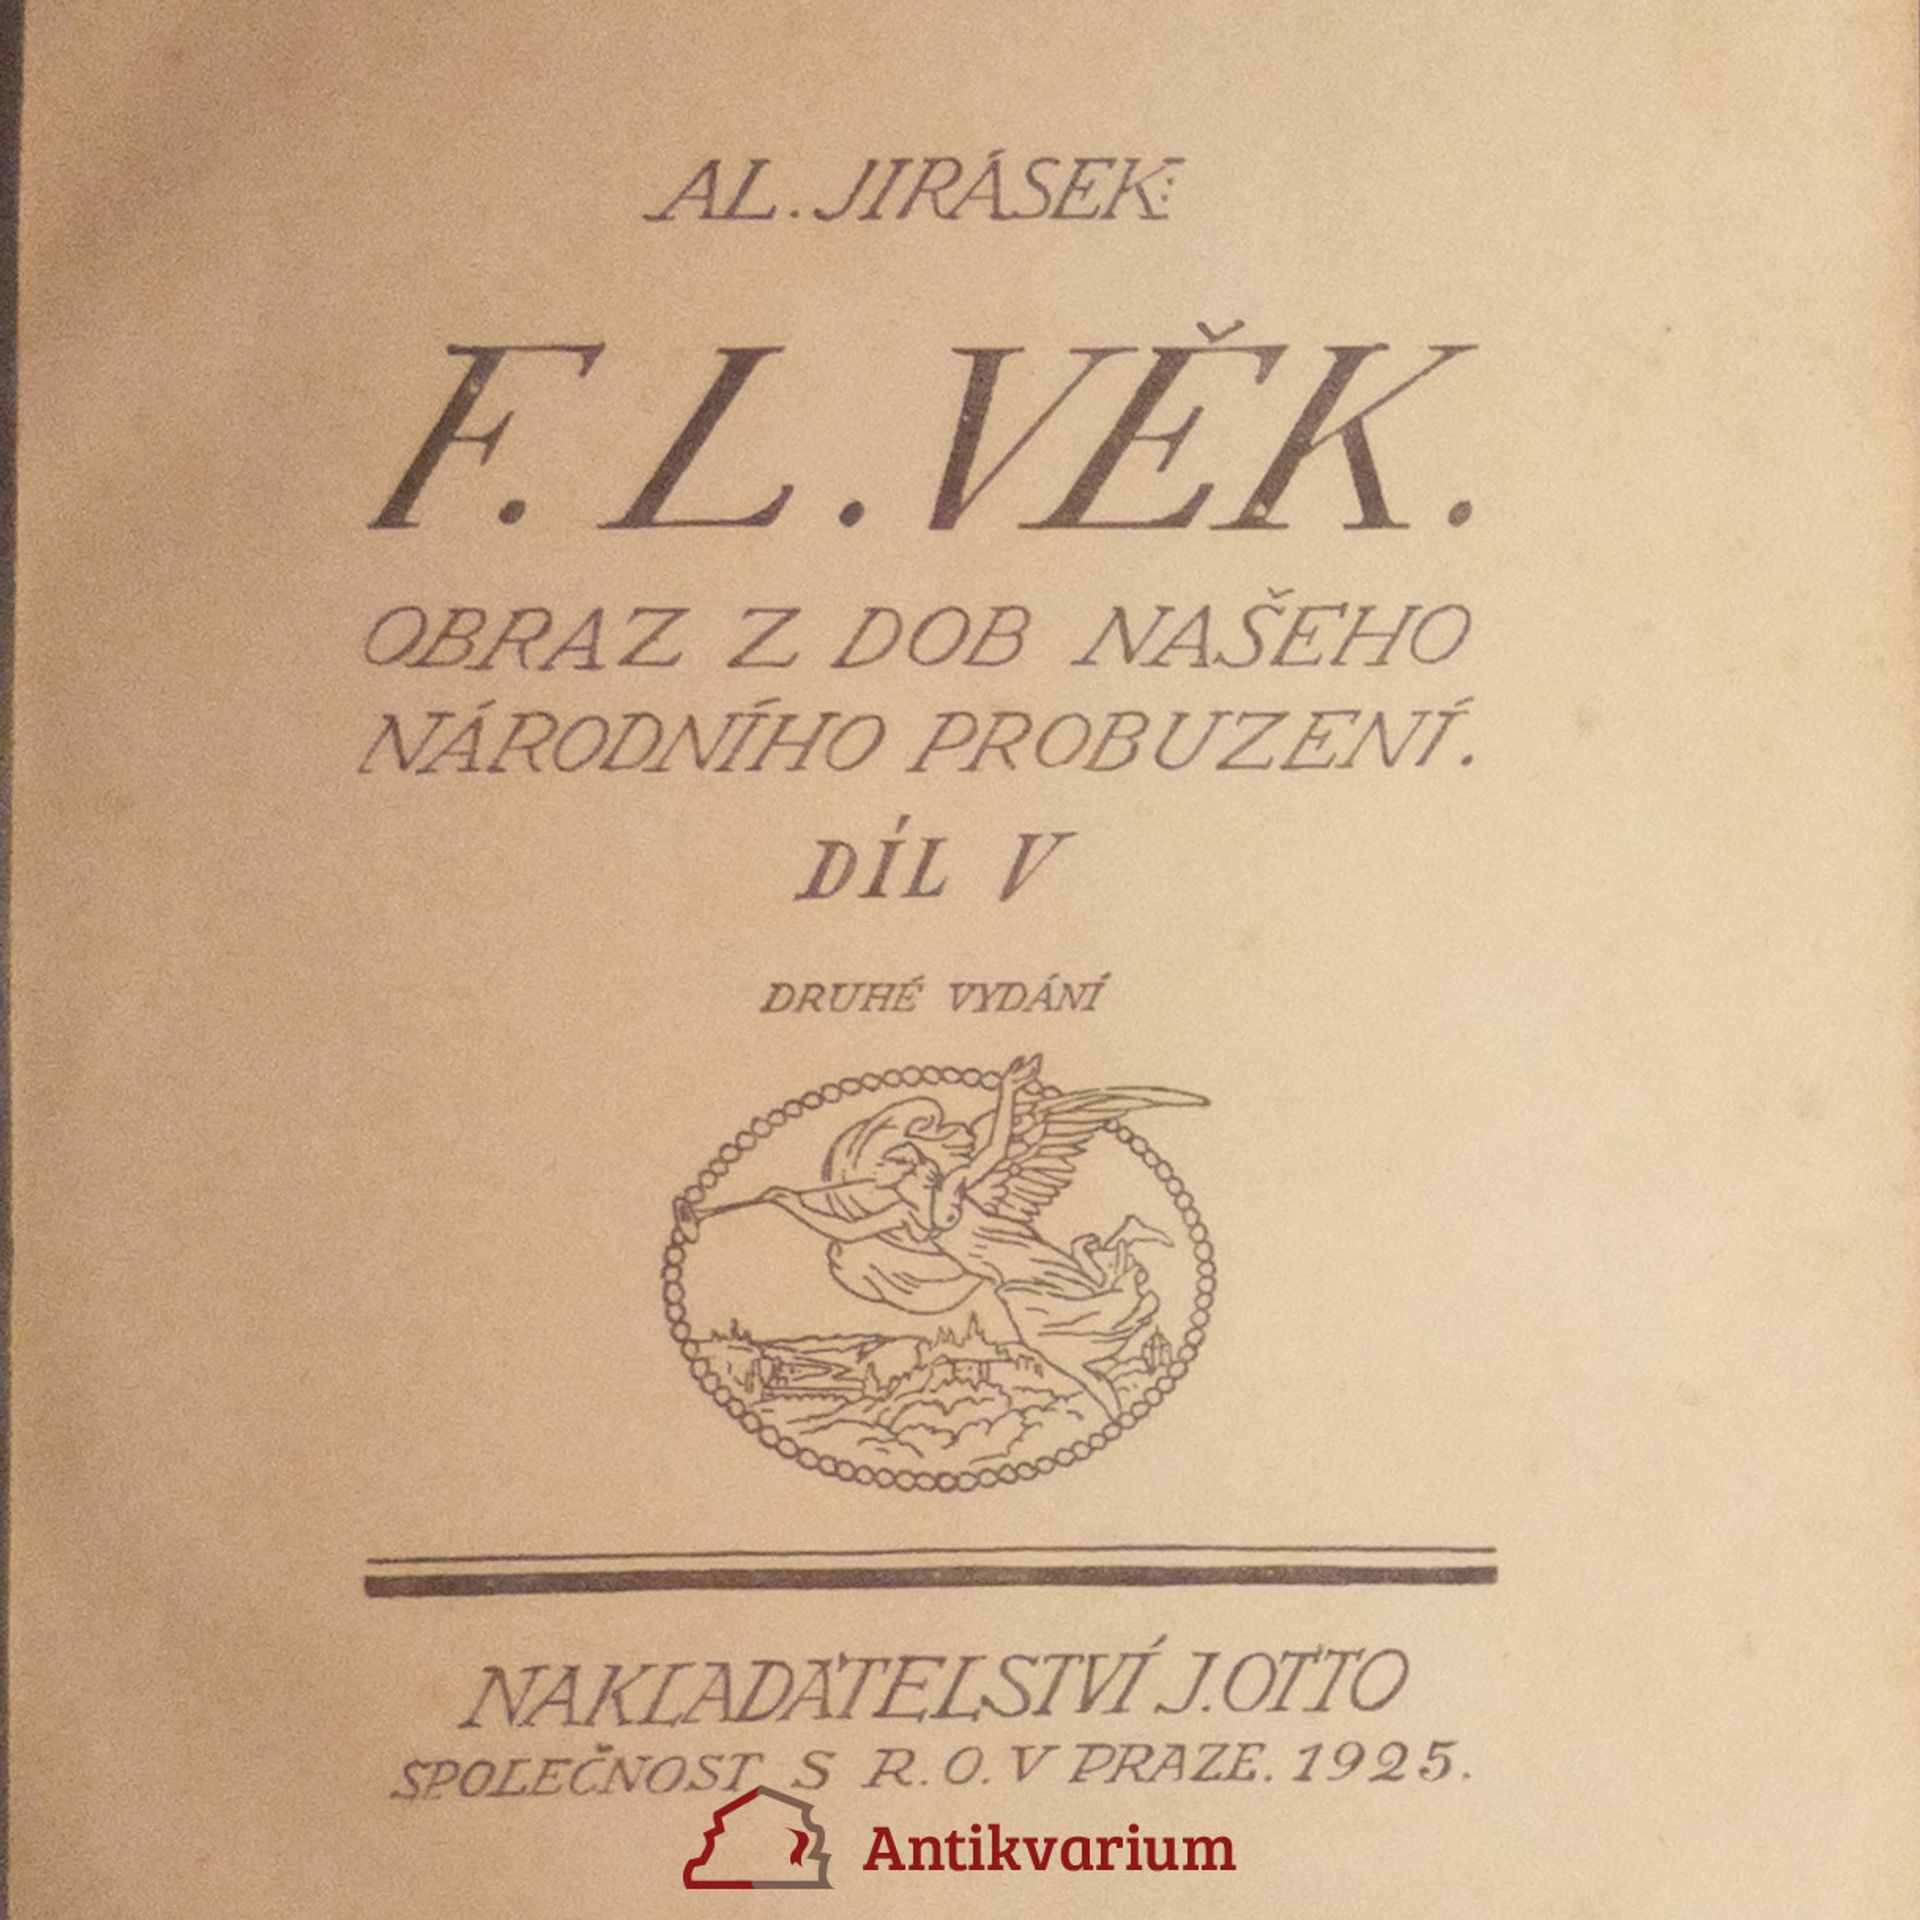 AL. JIRÁSEK:
F. L. VĚK.
OBRAZ Z DOB NAŠEHO
NÁRODNÍHO PROBUZENÍ.
DÍL V
DRUHÉ VYDÁNÍ
NAKLADATELSTVÍ J. OTTO
SPOLEČNOST S R. O. V PRAZE. 1925.
Antikvarium